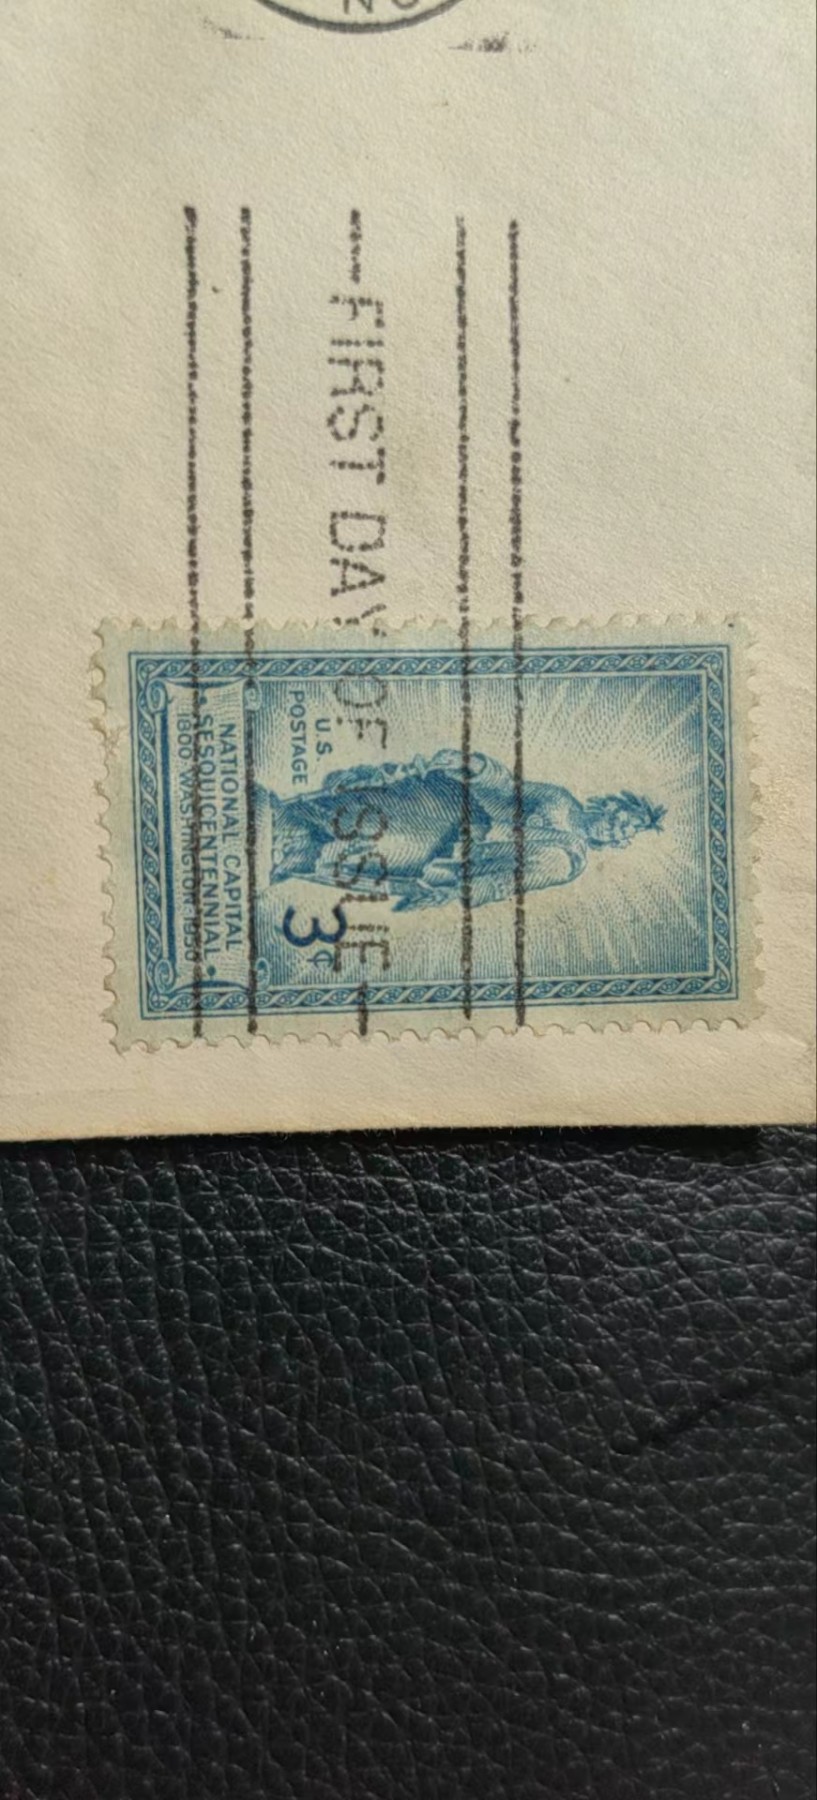 N C
FIRST DAY OF ISSUE
U.S.
POSTAGE
3¢
NATIONAL CAPITAL
SESQUICENTENNIAL •
1800 WASHINGTON 1950